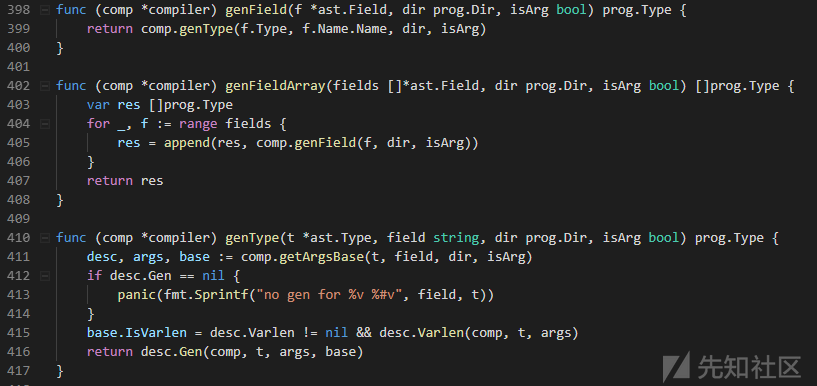 398 func (comp *compiler) genField(f *ast.Field, dir prog.Dir, isArg bool) prog.Type {
399     return comp.genType(f.Type, f.Name.Name, dir, isArg)
400 }
401
402 func (comp *compiler) genFieldArray(fields []*ast.Field, dir prog.Dir, isArg bool) []prog.Type {
403     var res []prog.Type
404     for _, f := range fields {
405         res = append(res, comp.genField(f, dir, isArg))
406     }
407     return res
408 }
409
410 func (comp *compiler) genType(t *ast.Type, field string, dir prog.Dir, isArg bool) prog.Type {
411     desc, args, base := comp.getArgsBase(t, field, dir, isArg)
412     if desc.Gen == nil {
413         panic(fmt.Sprintf("no gen for %v %#v", field, t))
414     }
415     base.IsVarlen = desc.Varlen != nil && desc.Varlen(comp, t, args)
416     return desc.Gen(comp, t, args, base)
417 }
先知社区